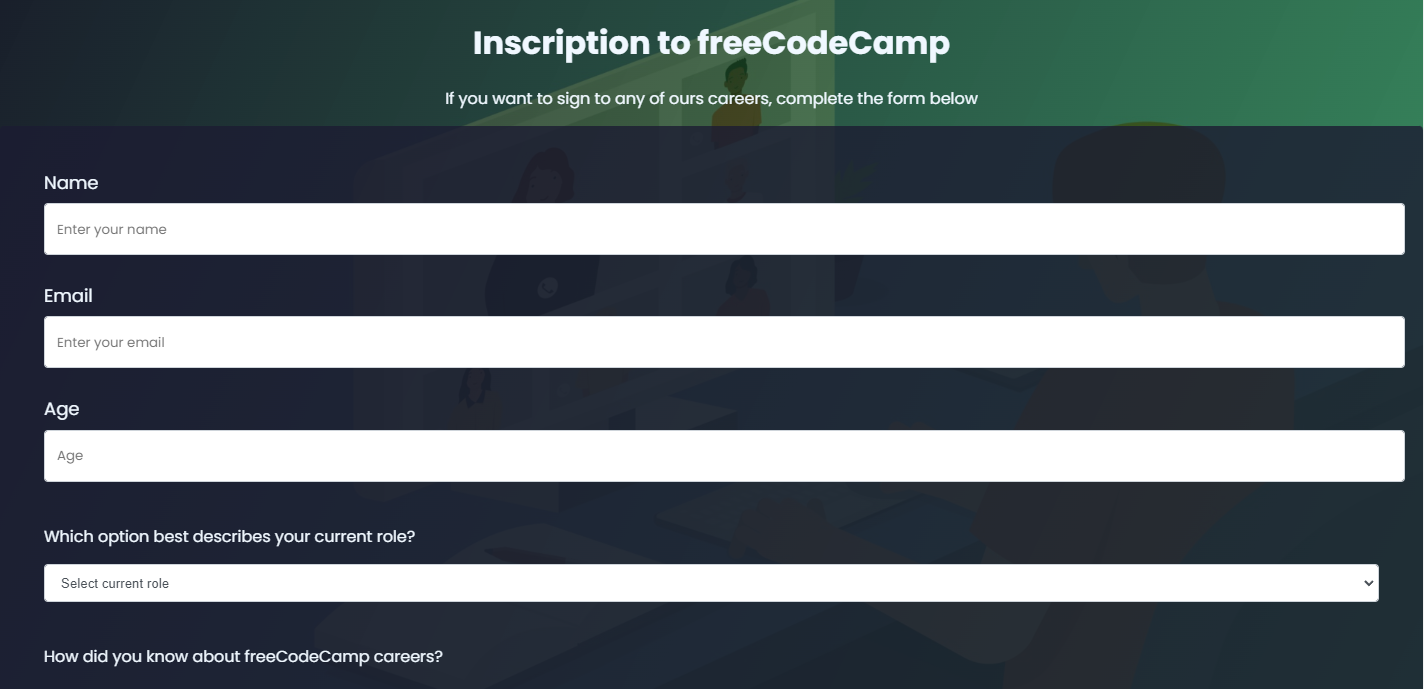 Inscription to freeCodeCamp
If you want to sign to any of ours careers, complete the form below
Name
Enter your name
Email
Enter your email
Age
Age
Which option best describes your current role?
Select current role
How did you know about freeCodeCamp careers?